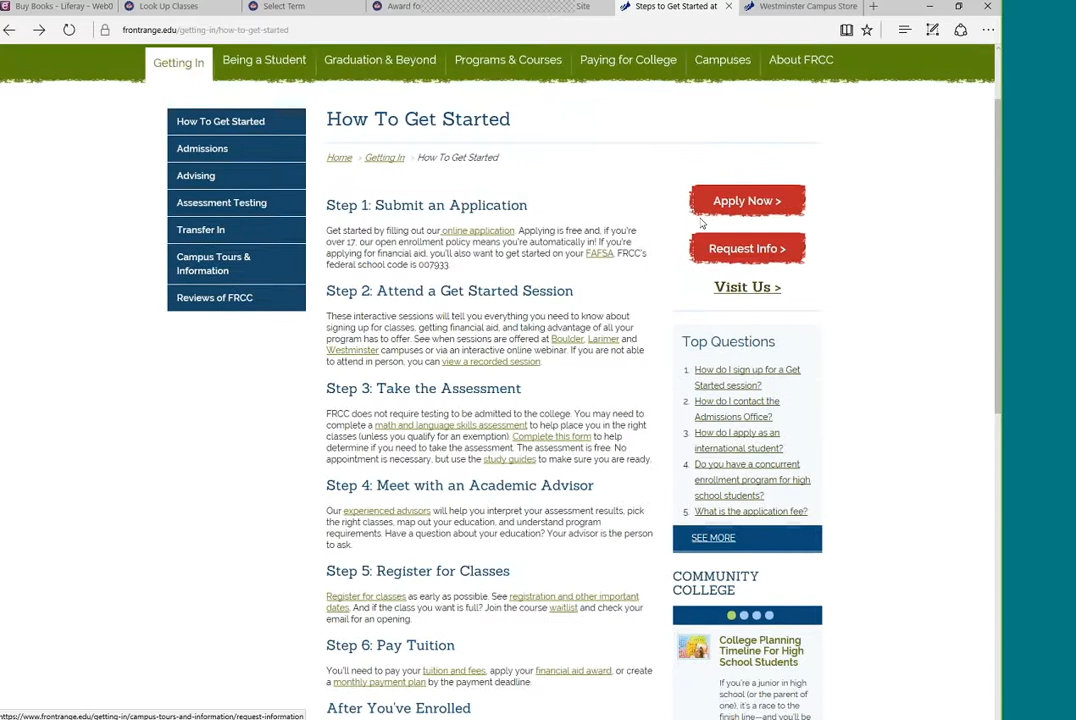 Buy Books - Liferay - Web0
Look Up Classes
Select Term
Award fo
Site
Steps to Get Started at
Westminster Campus Store
frontrange.edu/getting-in/how-to-get-started
Getting In
Being a Student
Graduation & Beyond
Programs & Courses
Paying for College
Campuses
About FRCC
How To Get Started
Admissions
Advising
Assessment Testing
Transfer In
Campus Tours &
Information
Reviews of FRCC
How To Get Started
Home > Getting In > How To Get Started
Step 1: Submit an Application
Get started by filling out our online application. Applying is free and, if you're
over 17, our open enrollment policy means you're automatically in! If you're
applying for financial aid, you'll also want to get started on your FAFSA. FRCC's
federal school code is 007933.
Step 2: Attend a Get Started Session
These interactive sessions will tell you everything you need to know about
signing up for classes, getting financial aid, and taking advantage of all your
program has to offer. See when sessions are offered at Boulder, Larimer and
Westminster campuses or via an interactive online webinar. If you are not able
to attend in person, you can view a recorded session.
Step 3: Take the Assessment
FRCC does not require testing to be admitted to the college. You may need to
complete a math and language skills assessment to help place you in the right
classes (unless you qualify for an exemption). Complete this form to help
determine if you need to take the assessment. The assessment is free. No
appointment is necessary, but use the study guides to make sure you are ready.
Step 4: Meet with an Academic Advisor
Our experienced advisors will help you interpret your assessment results, pick
the right classes, map out your education, and understand program
requirements. Have a question about your education? Your advisor is the person
to ask.
Step 5: Register for Classes
Register for classes as early as possible. See registration and other important
dates. And if the class you want is full? Join the course waitlist and check your
email for an opening.
Step 6: Pay Tuition
You'll need to pay your tuition and fees, apply your financial aid award, or create
a monthly payment plan by the payment deadline.
After You've Enrolled
Apply Now >
Request Info >
Visit Us >
Top Questions
1. How do I sign up for a Get
Started session?
2. How do I contact the
Admissions Office?
3. How do I apply as an
international student?
4. Do you have a concurrent
enrollment program for high
school students?
5. What is the application fee?
SEE MORE
COMMUNITY
COLLEGE
College Planning
Timeline For High
School Students
If you're a junior in high
school (or the parent of
one), it's a race to the
finish line—and you'll be
https://www.frontrange.edu/getting-in/campus-tours-and-information/request-information